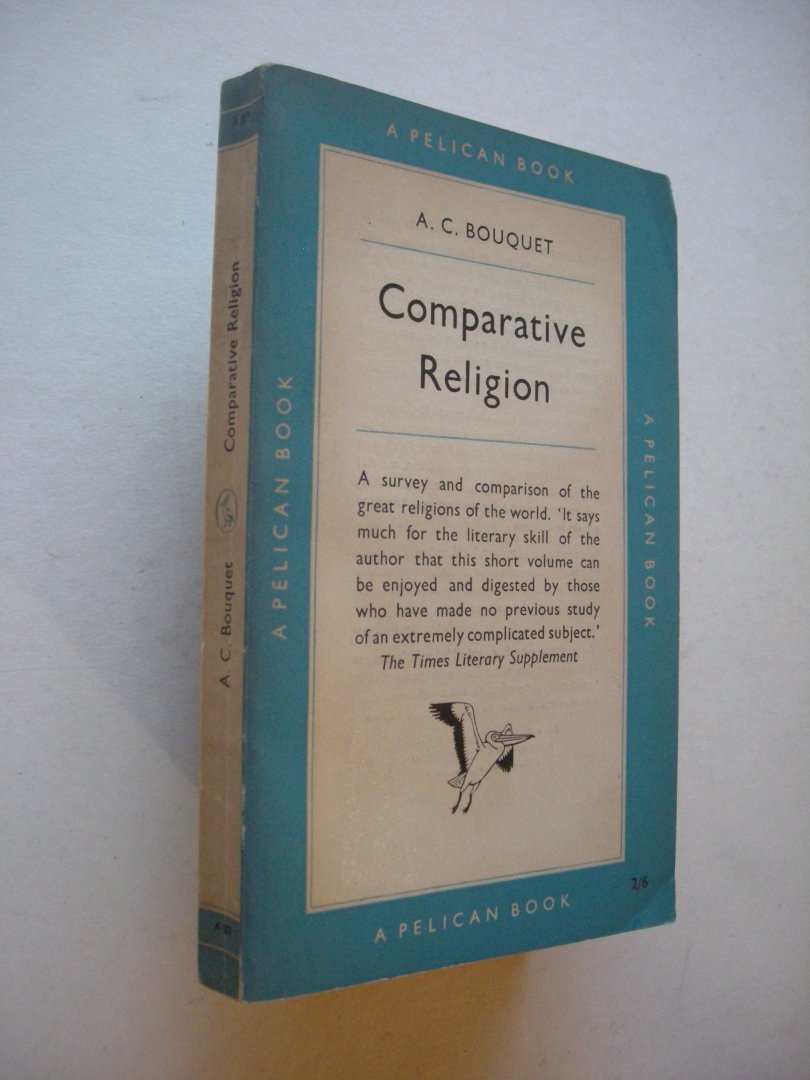 A PELICAN BOOK
A. C. BOUQUET
Comparative
Religion
A survey and comparison of the
great religions of the world. 'It says
much for the literary skill of the
author that this short volume can
be enjoyed and digested by those
who have made no previous study
of an extremely complicated subject.'
The Times Literary Supplement
2/6
A PELICAN BOOK
A PELICAN BOOK
A PELICAN BOOK
A. C. Bouquet
Comparative Religion